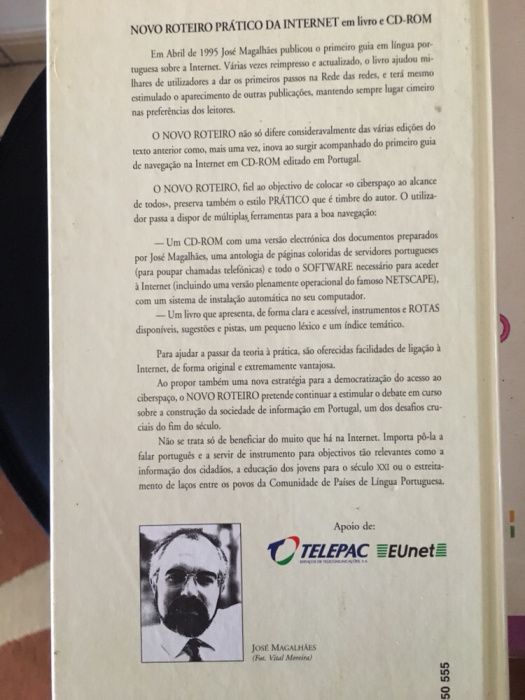 NOVO ROTEIRO PRÁTICO DA INTERNET em livro e CD-ROM
Em Abril de 1995 José Magalhães publicou o primeiro guia em língua por-
tuguesa sobre a Internet. Várias vezes reimpresso e actualizado, o livro ajudou mi-
lhares de utilizadores a dar os primeiros passos na Rede das redes, e terá mesmo
estimulado o aparecimento de outras publicações, mantendo sempre lugar cimeiro
nas preferências dos leitores.
O NOVO ROTEIRO não só difere consideravelmente das várias edições do
texto anterior como, mais uma vez, inova ao surgir acompanhado do primeiro guia
de navegação na Internet em CD-ROM editado em Portugal.
O NOVO ROTEIRO, fiel ao objectivo de colocar «o ciberspaço ao alcance
de todos», preserva também o estilo PRÁTICO que é timbre do autor. O utiliza-
dor passa a dispor de múltiplas ferramentas para a boa navegação:
— Um CD-ROM com uma versão electrónica dos documentos preparados
por José Magalhães, uma antologia de páginas coloridas de servidores portugueses
(para poupar chamadas telefónicas) e todo o SOFTWARE necessário para aceder
à Internet (incluindo uma versão plenamente operacional do famoso NETSCAPE),
com um sistema de instalação automática no seu computador.
— Um livro que apresenta, de forma clara e acessível, instrumentos e ROTAS
disponíveis, sugestões e pistas, um pequeno léxico e um índice temático.
Para ajudar a passar da teoria à prática, são oferecidas facilidades de ligação à
Internet, de forma original e extremamente vantajosa.
Ao propor também uma nova estratégia para a democratização do acesso ao
ciberspaço, o NOVO ROTEIRO pretende continuar a estimular o debate em curso
sobre a construção da sociedade de informação em Portugal, um dos desafios cru-
ciais do fim do século.
Não se trata só de beneficiar do muito que há na Internet. Importa pô-la a
falar português e a servir de instrumento para objectivos tão relevantes como a
informação dos cidadãos, a educação dos jovens para o século XXI ou o estreita-
mento de laços entre os povos da Comunidade de Países de Língua Portuguesa.
Apoio de:
TELEPAC EUnet
SERVIÇOS DE TELECOMUNICAÇÕES, S.A.
JOSÉ MAGALHÃES
(Fot. Vital Moreira)
50 555